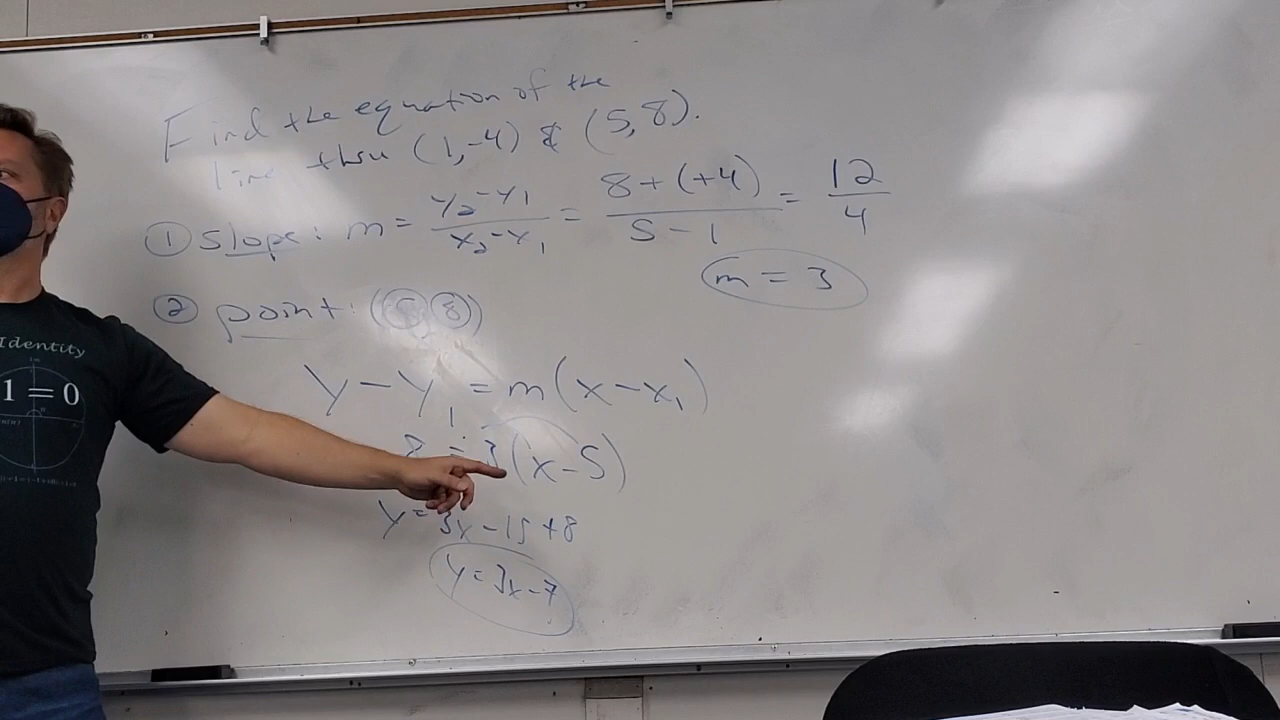 Find the equation of the
line thru (1,-4) & (5,8).
① slope: m = y₂-y₁/x₂-x₁ = 8+(+4)/5-1 = 12/4
m = 3
② point: (5,8)
y-y₁ = m(x-x₁)
8 = 3(x-5)
y=3x-15+8
y=3x-7
Identity
1 = 0